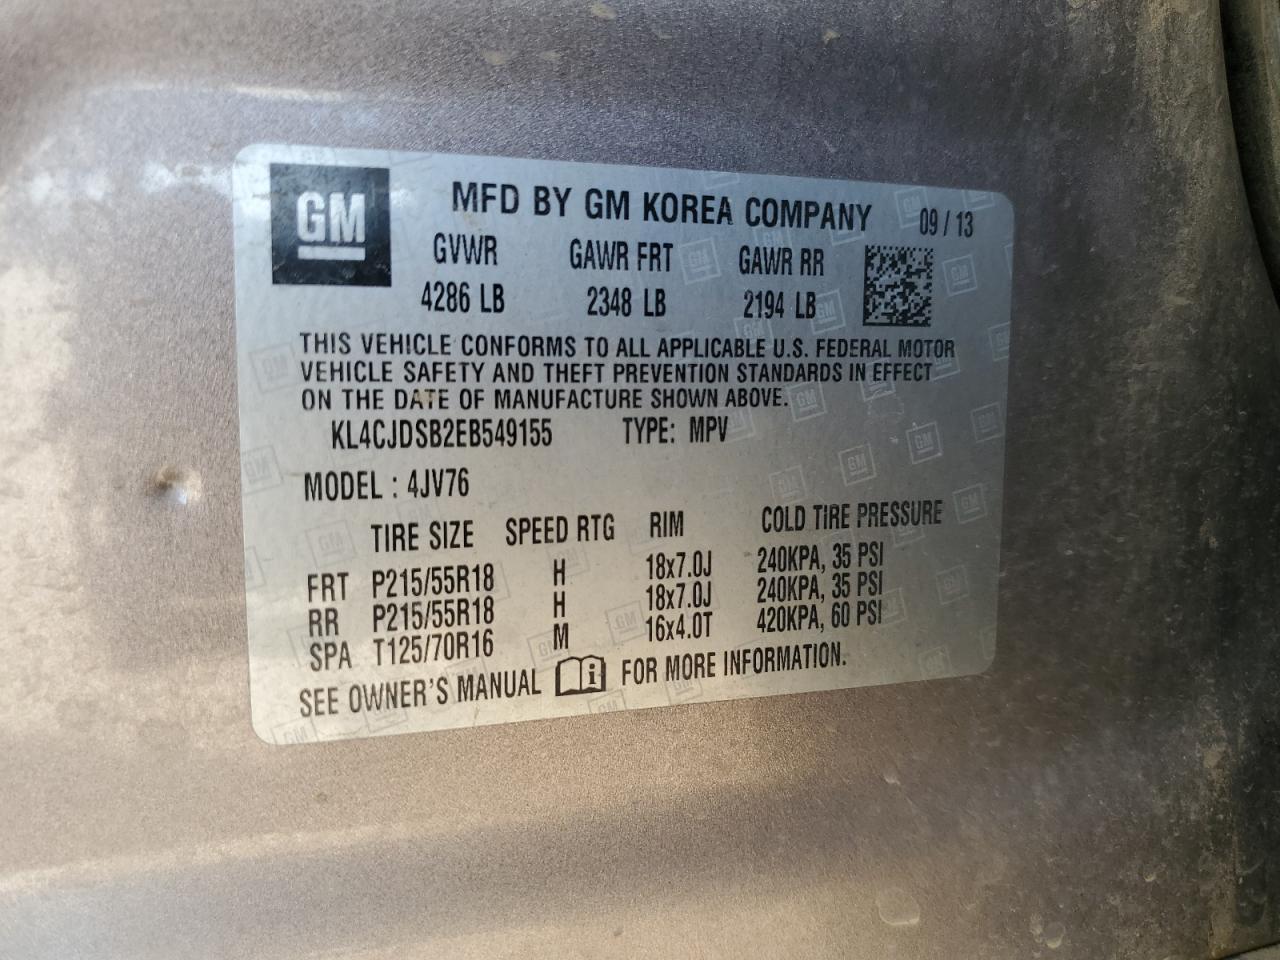 GM MFD BY GM KOREA COMPANY 09 / 13
GVWR GAWR FRT GAWR RR
4286 LB 2348 LB 2194 LB
THIS VEHICLE CONFORMS TO ALL APPLICABLE U.S. FEDERAL MOTOR
VEHICLE SAFETY AND THEFT PREVENTION STANDARDS IN EFFECT
ON THE DATE OF MANUFACTURE SHOWN ABOVE.
KL4CJDSB2EB549155 TYPE: MPV
MODEL : 4JV76
TIRE SIZE SPEED RTG RIM COLD TIRE PRESSURE
FRT P215/55R18 H 18x7.0J 240KPA, 35 PSI
RR P215/55R18 H 18x7.0J 240KPA, 35 PSI
SPA T125/70R16 M 16x4.0T 420KPA, 60 PSI
SEE OWNER'S MANUAL i FOR MORE INFORMATION.